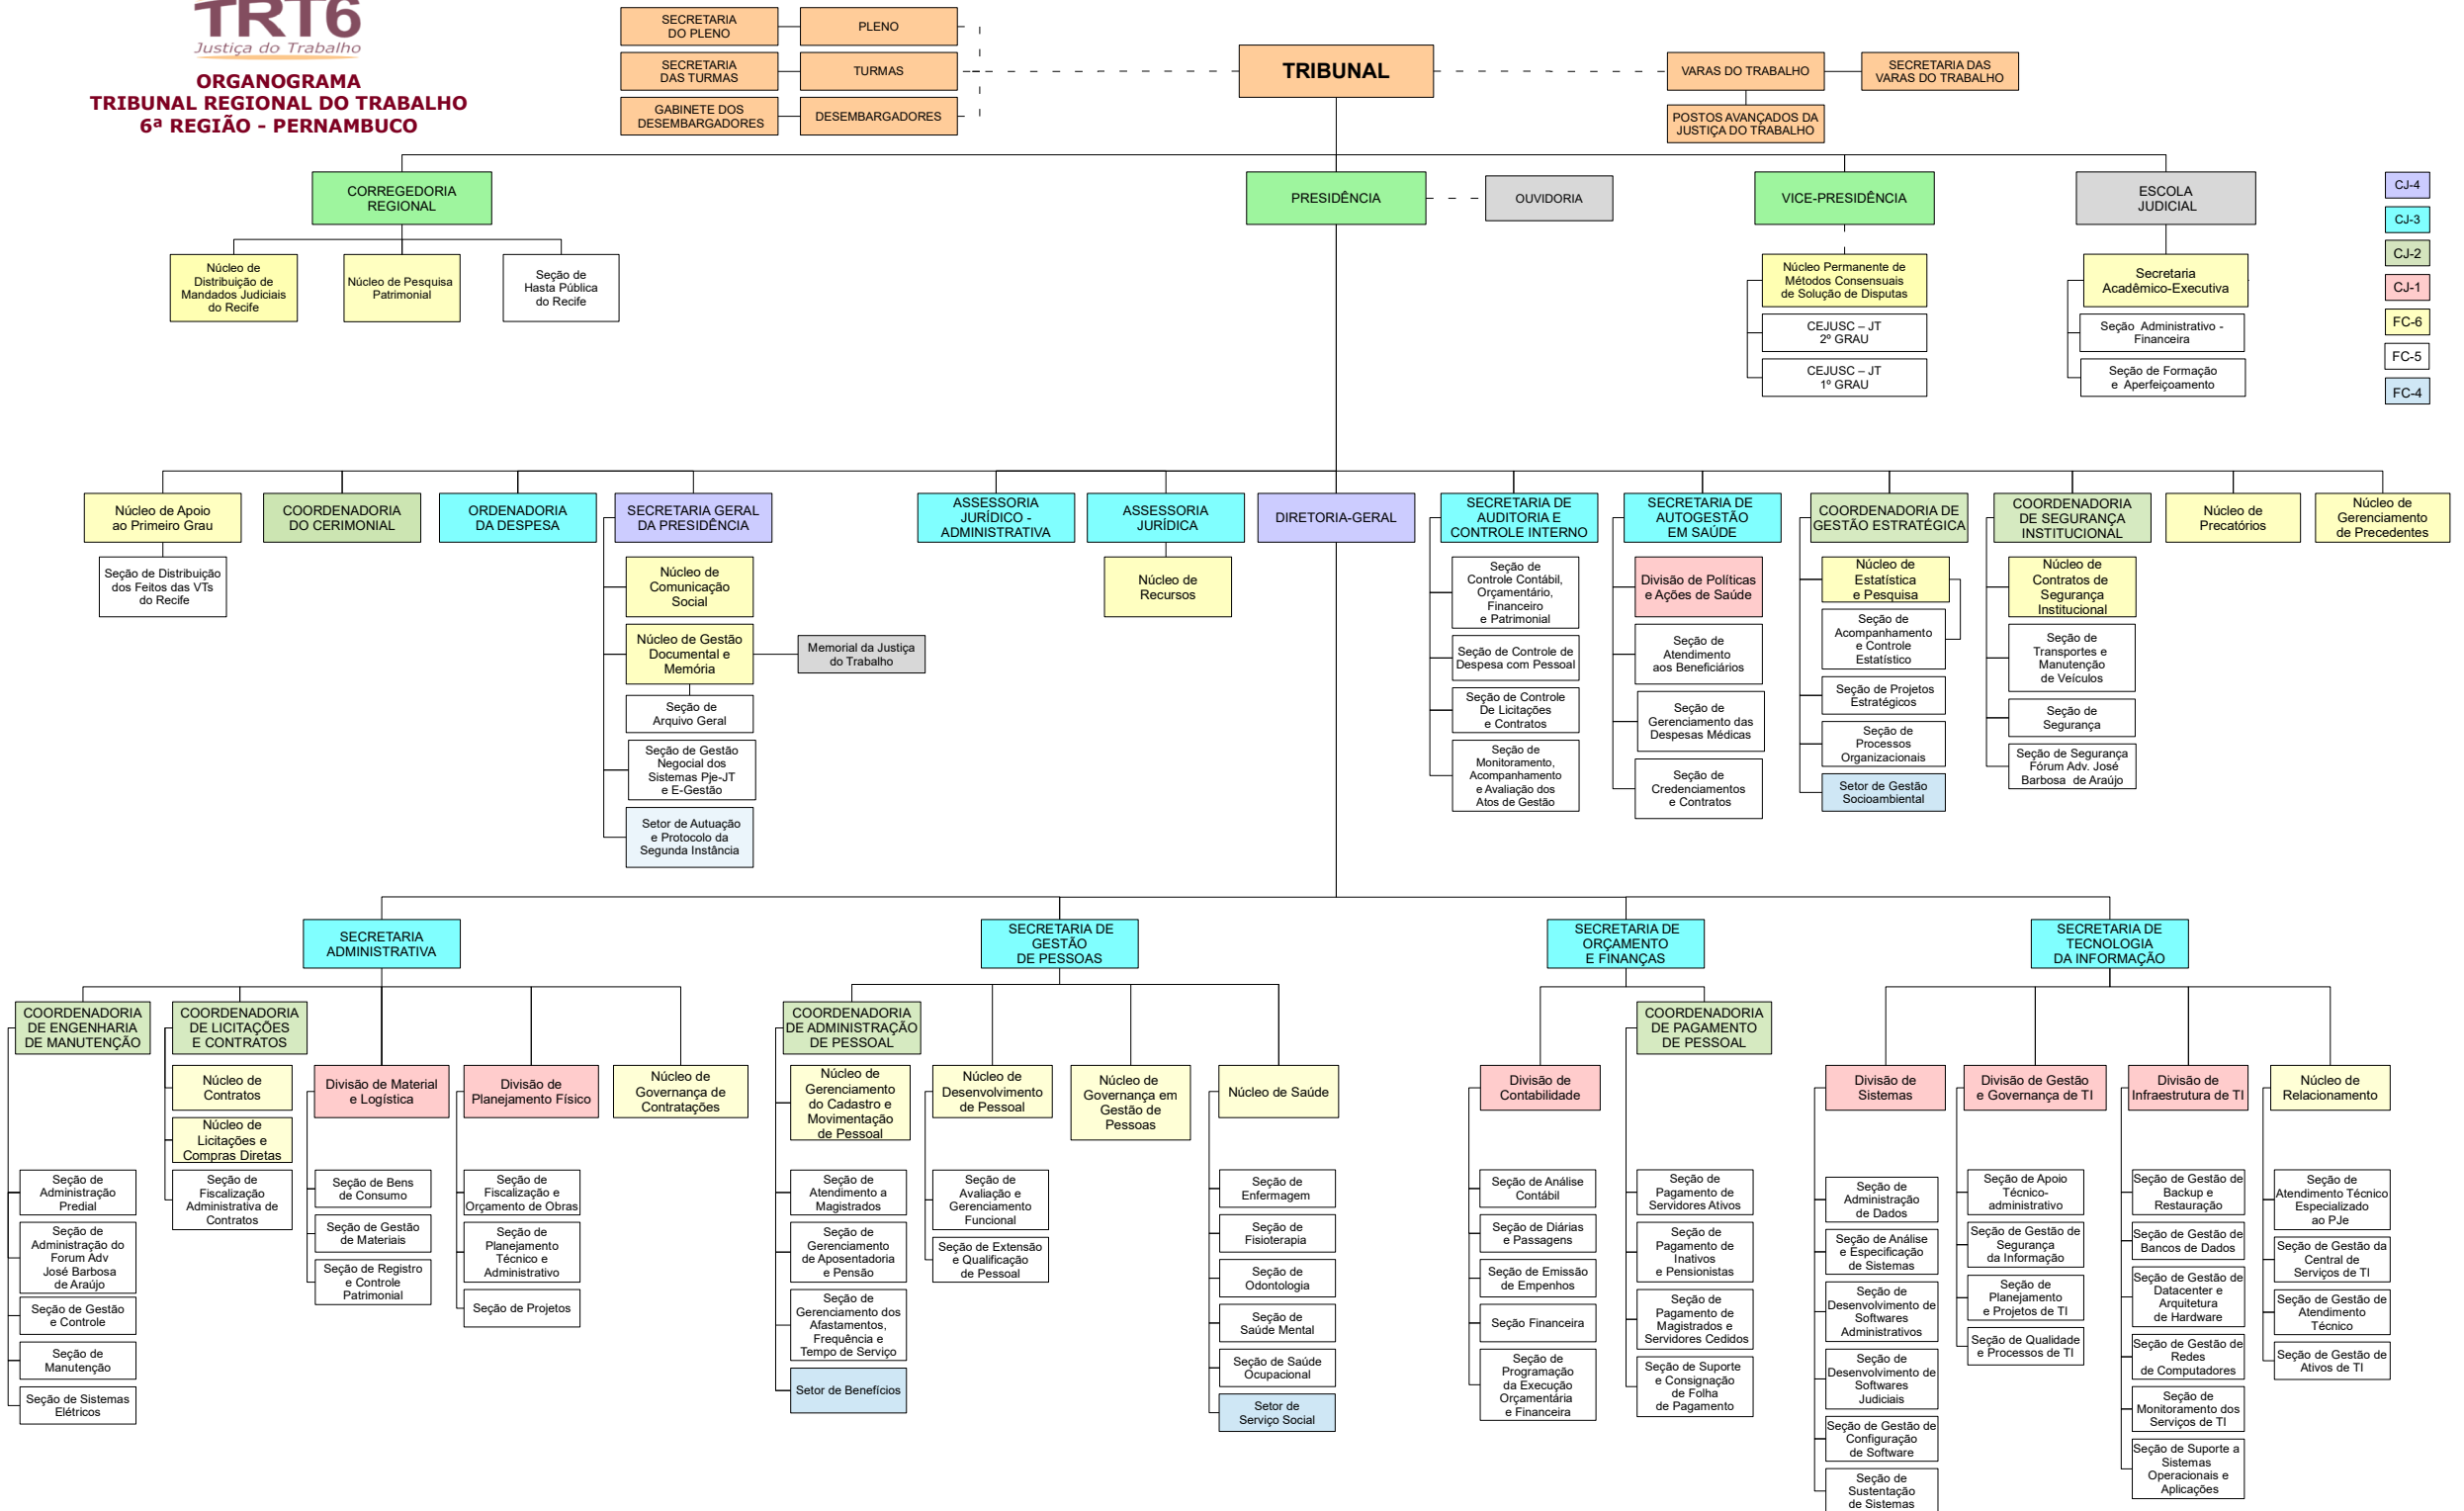 TRT6
Justiça do Trabalho
ORGANOGRAMA
TRIBUNAL REGIONAL DO TRABALHO
6ª REGIÃO - PERNAMBUCO
SECRETARIA
DO PLENO
PLENO
SECRETARIA
DAS TURMAS
TURMAS
GABINETE DOS
DESEMBARGADORES
DESEMBARGADORES
TRIBUNAL
VARAS DO TRABALHO
SECRETARIA DAS
VARAS DO TRABALHO
POSTOS AVANÇADOS DA
JUSTIÇA DO TRABALHO
CORREGEDORIA
REGIONAL
PRESIDÊNCIA
OUVIDORIA
VICE-PRESIDÊNCIA
ESCOLA
JUDICIAL
CJ-4
CJ-3
CJ-2
CJ-1
FC-6
FC-5
FC-4
Núcleo de
Distribuição de
Mandados Judiciais
do Recife
Núcleo de Pesquisa
Patrimonial
Seção de
Hasta Pública
do Recife
Núcleo Permanente de
Métodos Consensuais
de Solução de Disputas
CEJUSC – JT
2º GRAU
CEJUSC – JT
1º GRAU
Secretaria
Acadêmico-Executiva
Seção Administrativo -
Financeira
Seção de Formação
e Aperfeiçoamento
Núcleo de Apoio
ao Primeiro Grau
Seção de Distribuição
dos Feitos das VTs
do Recife
COORDENADORIA
DO CERIMONIAL
ORDENADORIA
DA DESPESA
SECRETARIA GERAL
DA PRESIDÊNCIA
Núcleo de
Comunicação
Social
Núcleo de Gestão
Documental e
Memória
Memorial da Justiça
do Trabalho
Seção de
Arquivo Geral
Seção de Gestão
Negocial dos
Sistemas Pje-JT
e E-Gestão
Setor de Autuação
e Protocolo da
Segunda Instância
ASSESSORIA
JURÍDICO -
ADMINISTRATIVA
ASSESSORIA
JURÍDICA
Núcleo de
Recursos
DIRETORIA-GERAL
SECRETARIA DE
AUDITORIA E
CONTROLE INTERNO
Seção de
Controle Contábil,
Orçamentário,
Financeiro
e Patrimonial
Seção de Controle de
Despesa com Pessoal
Seção de Controle
De Licitações
e Contratos
Seção de
Monitoramento,
Acompanhamento
e Avaliação dos
Atos de Gestão
SECRETARIA DE
AUTOGESTÃO
EM SAÚDE
Divisão de Políticas
e Ações de Saúde
Seção de
Atendimento
aos Beneficiários
Seção de
Gerenciamento das
Despesas Médicas
Seção de
Credenciamentos
e Contratos
COORDENADORIA DE
GESTÃO ESTRATÉGICA
Núcleo de
Estatística
e Pesquisa
Seção de
Acompanhamento
e Controle
Estatístico
Seção de Projetos
Estratégicos
Seção de
Processos
Organizacionais
Setor de Gestão
Socioambiental
COORDENADORIA
DE SEGURANÇA
INSTITUCIONAL
Núcleo de
Contratos de
Segurança
Institucional
Seção de
Transportes e
Manutenção
de Veículos
Seção de
Segurança
Seção de Segurança
Fórum Adv. José
Barbosa de Araújo
Núcleo de
Precatórios
Núcleo de
Gerenciamento
de Precedentes
SECRETARIA
ADMINISTRATIVA
COORDENADORIA
DE ENGENHARIA
DE MANUTENÇÃO
Seção de
Administração
Predial
Seção de
Administração do
Forum Adv
José Barbosa
de Araújo
Seção de Gestão
e Controle
Seção de
Manutenção
Seção de Sistemas
Elétricos
COORDENADORIA
DE LICITAÇÕES
E CONTRATOS
Núcleo de
Contratos
Núcleo de
Licitações e
Compras Diretas
Seção de
Fiscalização
Administrativa de
Contratos
Divisão de Material
e Logística
Seção de Bens
de Consumo
Seção de Gestão
de Materiais
Seção de Registro
e Controle
Patrimonial
Divisão de
Planejamento Físico
Seção de
Fiscalização e
Orçamento de Obras
Seção de
Planejamento
Técnico e
Administrativo
Seção de Projetos
Núcleo de
Governança de
Contratações
SECRETARIA DE
GESTÃO
DE PESSOAS
COORDENADORIA
DE ADMINISTRAÇÃO
DE PESSOAL
Núcleo de
Gerenciamento
do Cadastro e
Movimentação
de Pessoal
Seção de
Atendimento a
Magistrados
Seção de
Gerenciamento
de Aposentadoria
e Pensão
Seção de
Gerenciamento dos
Afastamentos,
Frequência e
Tempo de Serviço
Setor de Benefícios
Núcleo de
Desenvolvimento
de Pessoal
Seção de
Avaliação e
Gerenciamento
Funcional
Seção de Extensão
e Qualificação
de Pessoal
Núcleo de
Governança em
Gestão de
Pessoas
Núcleo de Saúde
Seção de
Enfermagem
Seção de
Fisioterapia
Seção de
Odontologia
Seção de
Saúde Mental
Seção de Saúde
Ocupacional
Setor de
Serviço Social
SECRETARIA DE
ORÇAMENTO
E FINANÇAS
Divisão de
Contabilidade
Seção de Análise
Contábil
Seção de Diárias
e Passagens
Seção de Emissão
de Empenhos
Seção Financeira
Seção de
Programação
da Execução
Orçamentária
e Financeira
COORDENADORIA
DE PAGAMENTO
DE PESSOAL
Seção de
Pagamento de
Servidores Ativos
Seção de
Pagamento de
Inativos
e Pensionistas
Seção de
Pagamento de
Magistrados e
Servidores Cedidos
Seção de Suporte
e Consignação
de Folha
de Pagamento
SECRETARIA DE
TECNOLOGIA
DA INFORMAÇÃO
Divisão de
Sistemas
Seção de
Administração
de Dados
Seção de Análise
e Especificação
de Sistemas
Seção de
Desenvolvimento de
Softwares
Administrativos
Seção de
Desenvolvimento de
Softwares
Judiciais
Seção de Gestão de
Configuração
de Software
Seção de
Sustentação
de Sistemas
Divisão de Gestão
e Governança de TI
Seção de Apoio
Técnico-
administrativo
Seção de Gestão de
Segurança
da Informação
Seção de
Planejamento
e Projetos de TI
Seção de Qualidade
e Processos de TI
Divisão de
Infraestrutura de TI
Seção de Gestão de
Backup e
Restauração
Seção de Gestão de
Bancos de Dados
Seção de Gestão de
Datacenter e
Arquitetura
de Hardware
Seção de Gestão de
Redes
de Computadores
Seção de
Monitoramento dos
Serviços de TI
Seção de Suporte a
Sistemas
Operacionais e
Aplicações
Núcleo de
Relacionamento
Seção de
Atendimento Técnico
Especializado
ao PJe
Seção de Gestão da
Central de
Serviços de TI
Seção de Gestão de
Atendimento
Técnico
Seção de Gestão de
Ativos de TI